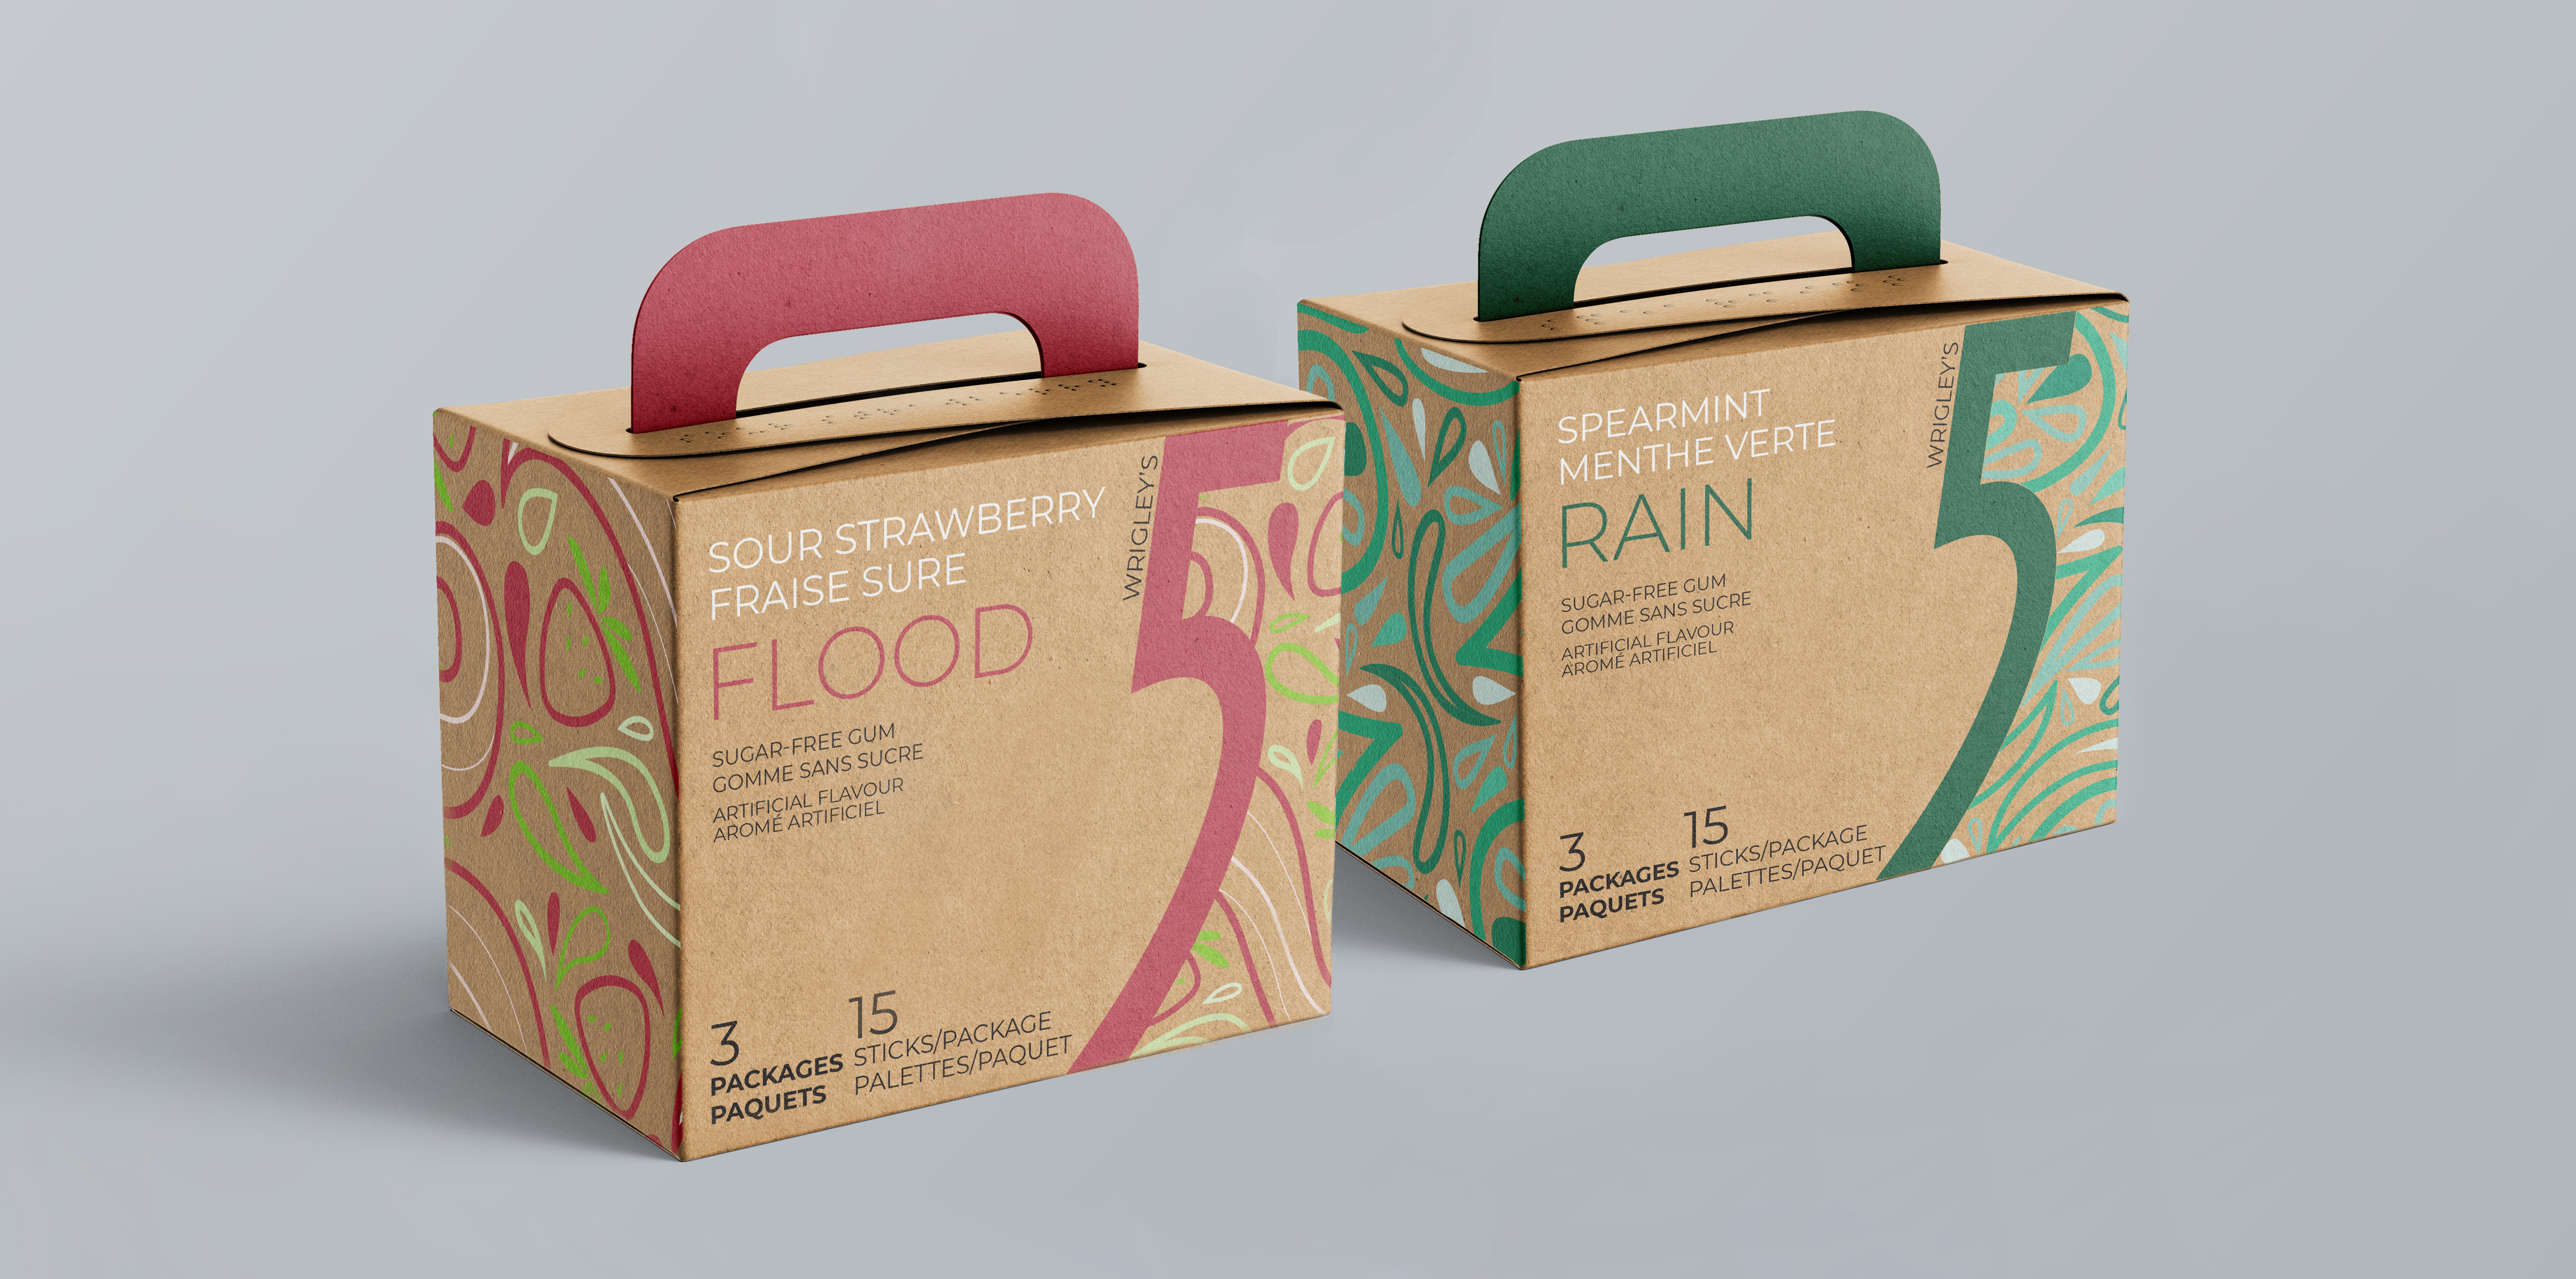 SOUR STRAWBERRY
FRAISE SURE
FLOOD
SUGAR-FREE GUM
GOMME SANS SUCRE
ARTIFICIAL FLAVOUR
AROMÉ ARTIFICIEL
3
PACKAGES
PAQUETS
15
STICKS/PACKAGE
PALETTES/PAQUET
WRIGLEY'S
5
SPEARMINT
MENTHE VERTE
RAIN
SUGAR-FREE GUM
GOMME SANS SUCRE
ARTIFICIAL FLAVOUR
AROMÉ ARTIFICIEL
3
PACKAGES
PAQUETS
15
STICKS/PACKAGE
PALETTES/PAQUET
WRIGLEY'S
5